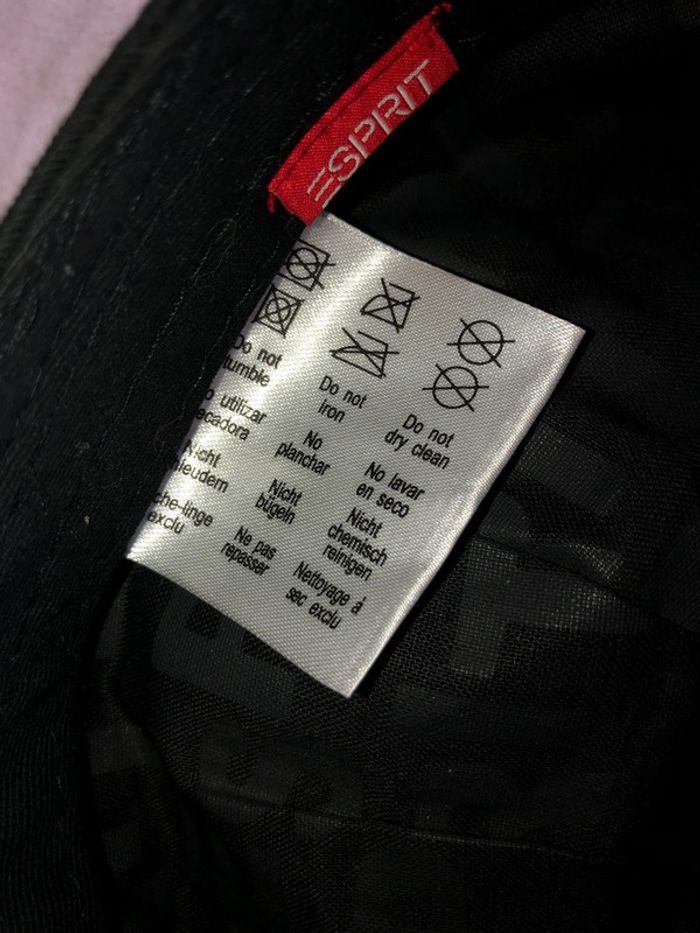 ESPRIT
Do not
tumble
o utilizar
ecadora
Nicht
leudern
che-linge
exclu
Do not
iron
No
planchar
Nicht
bügeln
Ne pas
repasser
Do not
dry clean
No lavar
en seco
Nicht
chemisch
reinigen
Nettoyage à
sec exclu